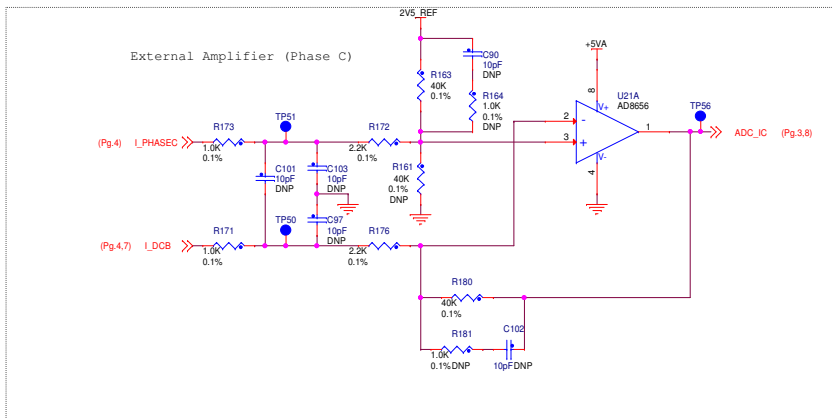 2V5_REF
External Amplifier (Phase C)
+5VA
C90
10pF
DNP
R163
40K
0.1%
R164
1.0K
0.1%
DNP
U21A
AD8656
8
V+
TP51
TP56
R173
R172
2
-
1
(Pg.4) I_PHASEC
3
+
ADC_IC (Pg.3,8)
1.0K
0.1%
2.2K
0.1%
V-
4
C101
10pF
DNP
C103
10pF
DNP
R161
40K
0.1%
DNP
TP50
C97
10pF
DNP
R171
R176
(Pg.4,7) I_DCB
1.0K
0.1%
2.2K
0.1%
R180
40K
0.1%
R181
C102
1.0K
0.1%DNP
10pFDNP